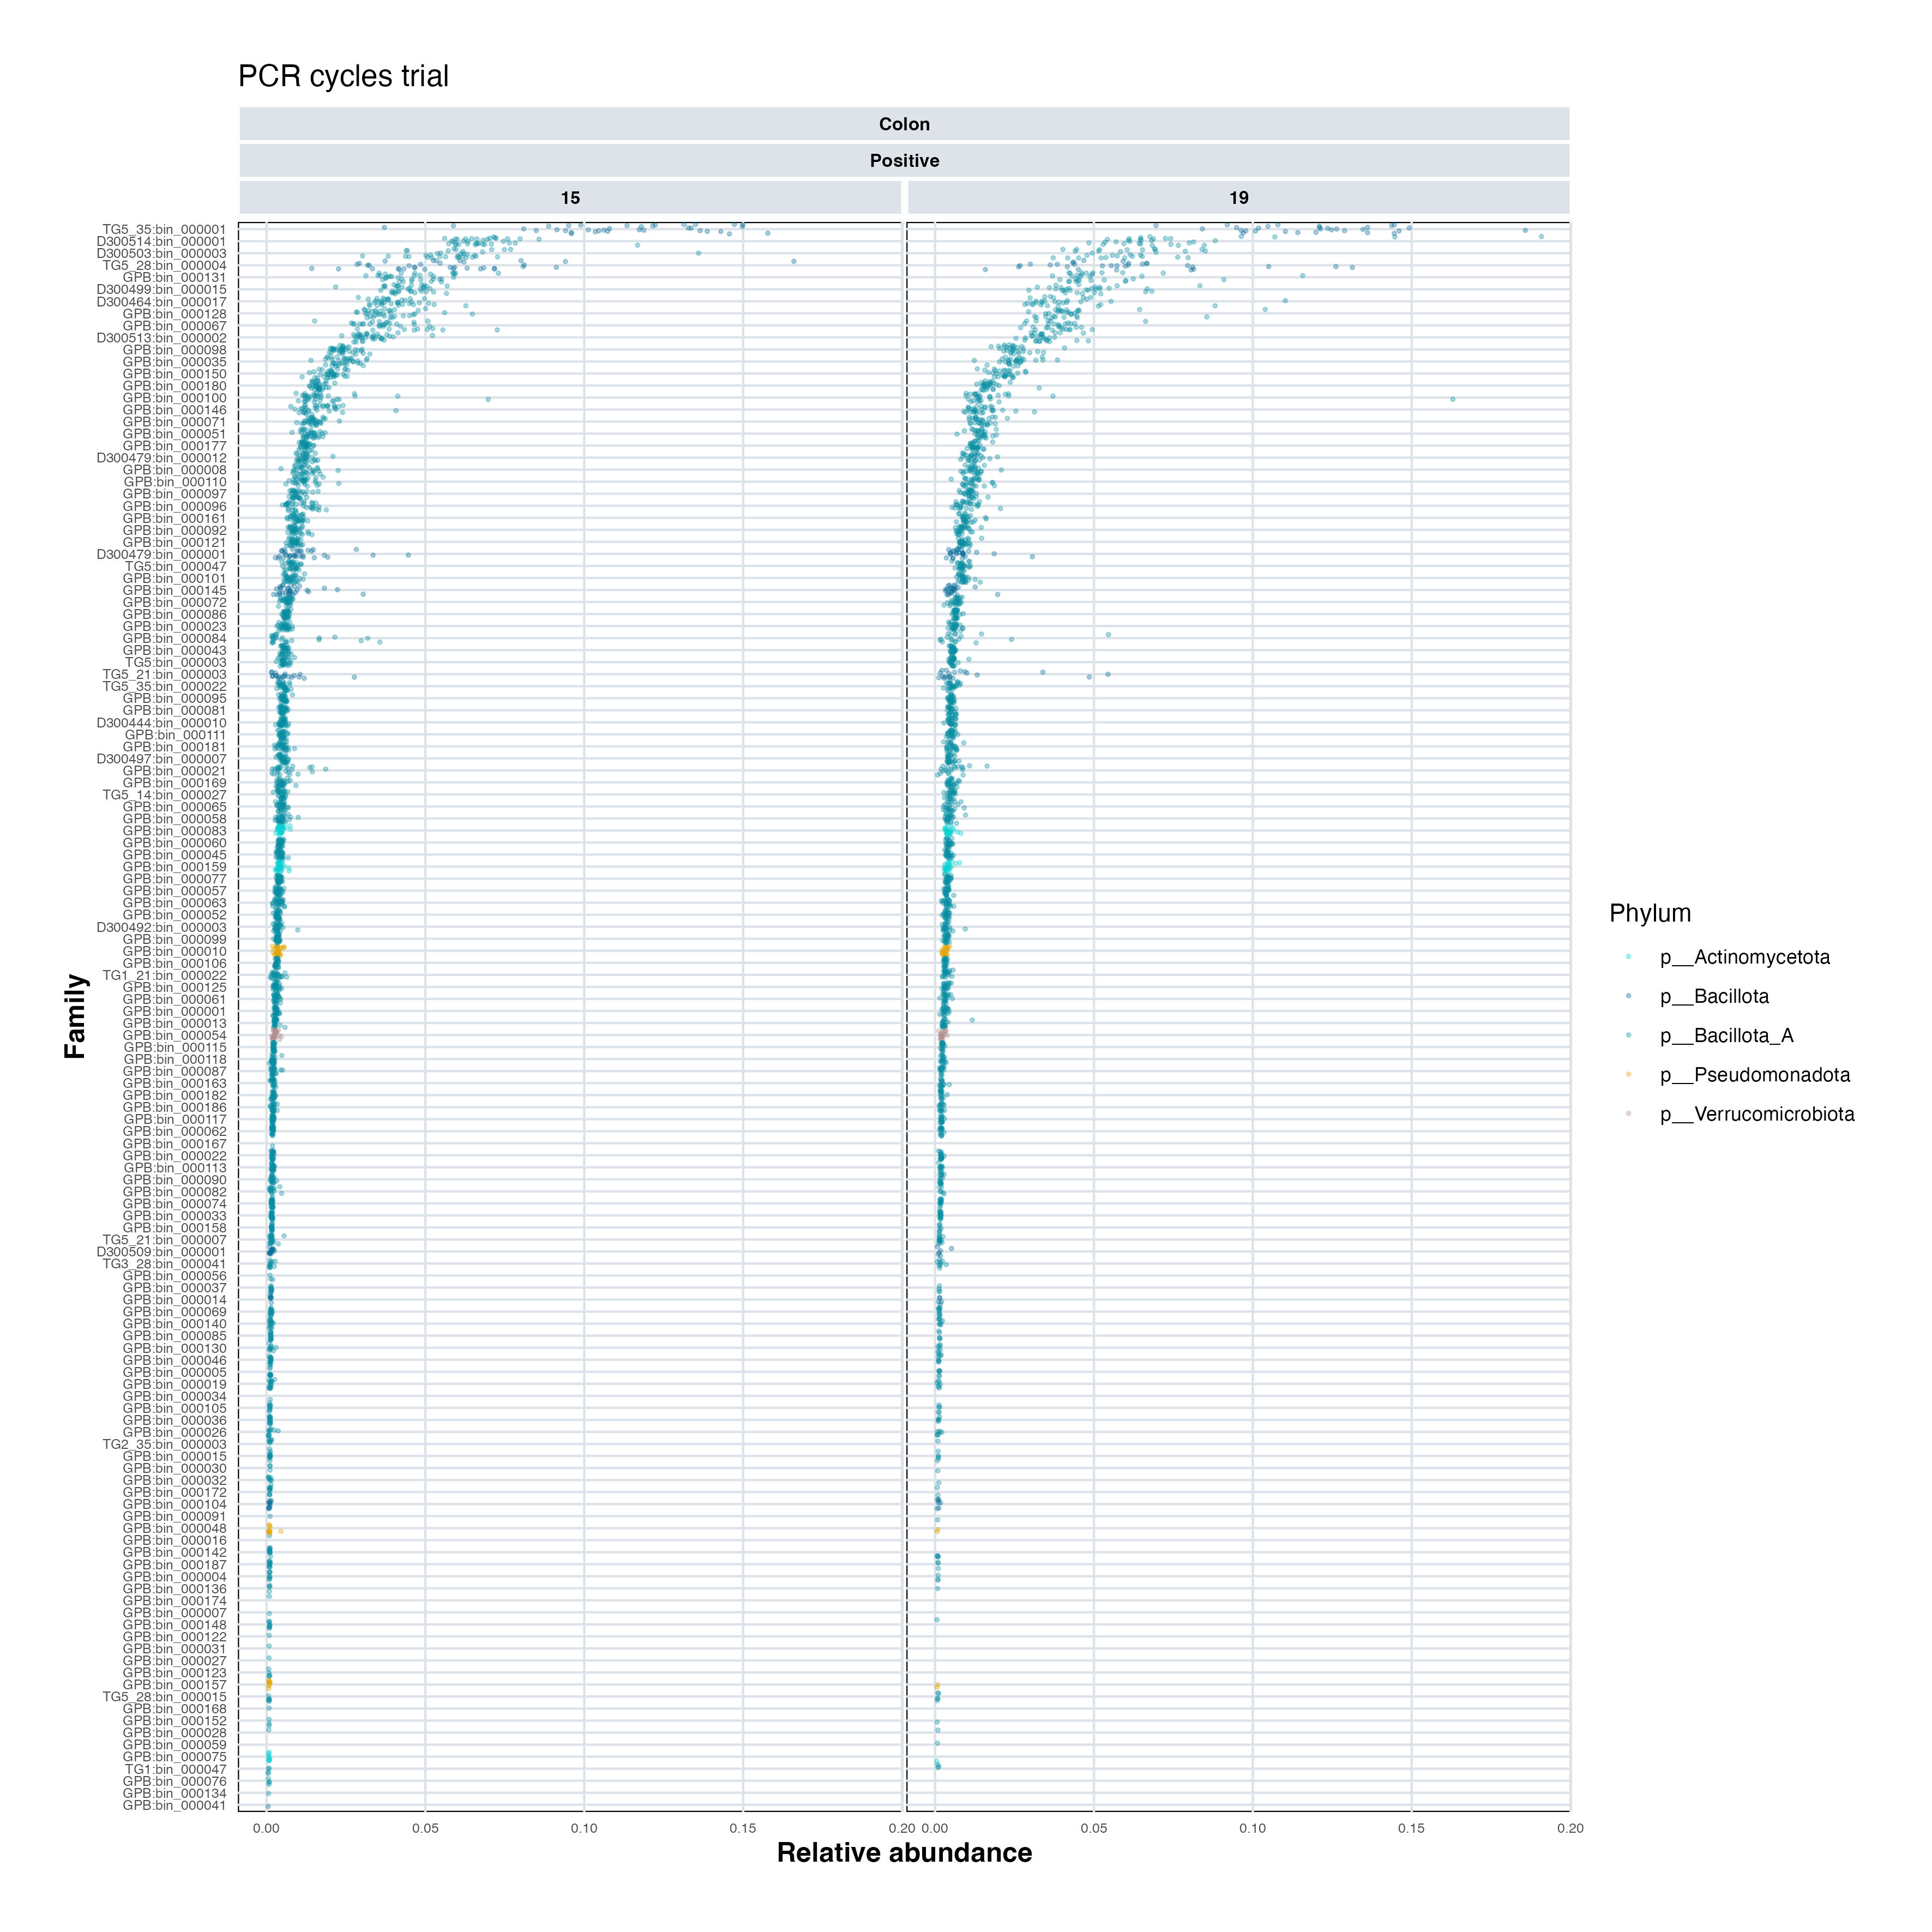 PCR cycles trial
Colon
Positive
15 19
TG5_35:bin_000001
D300514:bin_000001
D300503:bin_000003
TG5_28:bin_000004
GPB:bin_000131
D300499:bin_000015
D300464:bin_000017
GPB:bin_000128
GPB:bin_000067
D300513:bin_000002
GPB:bin_000098
GPB:bin_000035
GPB:bin_000150
GPB:bin_000180
GPB:bin_000100
GPB:bin_000146
GPB:bin_000071
GPB:bin_000051
GPB:bin_000177
D300479:bin_000012
GPB:bin_000008
GPB:bin_000110
GPB:bin_000097
GPB:bin_000096
GPB:bin_000161
GPB:bin_000092
GPB:bin_000121
D300479:bin_000001
TG5:bin_000047
GPB:bin_000101
GPB:bin_000145
GPB:bin_000072
GPB:bin_000086
GPB:bin_000023
GPB:bin_000084
GPB:bin_000043
TG5:bin_000003
TG5_21:bin_000003
TG5_35:bin_000022
GPB:bin_000095
GPB:bin_000081
D300444:bin_000010
GPB:bin_000111
GPB:bin_000181
D300497:bin_000007
GPB:bin_000021
GPB:bin_000169
TG5_14:bin_000027
GPB:bin_000065
GPB:bin_000058
GPB:bin_000083
GPB:bin_000060
GPB:bin_000045
GPB:bin_000159
GPB:bin_000077
GPB:bin_000057
GPB:bin_000063
GPB:bin_000052
D300492:bin_000003
GPB:bin_000099
GPB:bin_000010
GPB:bin_000106
TG1_21:bin_000022
GPB:bin_000125
GPB:bin_000061
GPB:bin_000001
GPB:bin_000013
GPB:bin_000054
GPB:bin_000115
GPB:bin_000118
GPB:bin_000087
GPB:bin_000163
GPB:bin_000182
GPB:bin_000186
GPB:bin_000117
GPB:bin_000062
GPB:bin_000167
GPB:bin_000022
GPB:bin_000113
GPB:bin_000090
GPB:bin_000082
GPB:bin_000074
GPB:bin_000033
GPB:bin_000158
TG5_21:bin_000007
D300509:bin_000001
TG3_28:bin_000041
GPB:bin_000056
GPB:bin_000037
GPB:bin_000014
GPB:bin_000069
GPB:bin_000140
GPB:bin_000085
GPB:bin_000130
GPB:bin_000046
GPB:bin_000005
GPB:bin_000019
GPB:bin_000034
GPB:bin_000105
GPB:bin_000036
GPB:bin_000026
TG2_35:bin_000003
GPB:bin_000015
GPB:bin_000030
GPB:bin_000032
GPB:bin_000172
GPB:bin_000104
GPB:bin_000091
GPB:bin_000048
GPB:bin_000016
GPB:bin_000142
GPB:bin_000187
GPB:bin_000004
GPB:bin_000136
GPB:bin_000174
GPB:bin_000007
GPB:bin_000148
GPB:bin_000122
GPB:bin_000031
GPB:bin_000027
GPB:bin_000123
GPB:bin_000157
TG5_28:bin_000015
GPB:bin_000168
GPB:bin_000152
GPB:bin_000028
GPB:bin_000059
GPB:bin_000075
TG1:bin_000047
GPB:bin_000076
GPB:bin_000134
GPB:bin_000041
Family
0.00 0.05 0.10 0.15 0.20 0.00 0.05 0.10 0.15 0.20
Relative abundance
Phylum
p__Actinomycetota
p__Bacillota
p__Bacillota_A
p__Pseudomonadota
p__Verrucomicrobiota